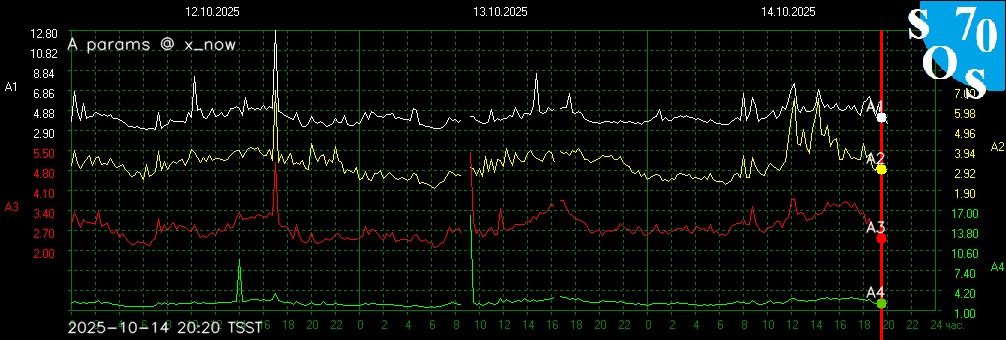 12.10.2025 13.10.2025 14.10.2025
S 70
O S
A params @ x_now
A1
12.80
10.82
8.84
6.86
4.88
2.90
A3
5.50
4.80
4.10
3.40
2.70
2.00
A1
A2
A3
A4
7.00
5.98
4.96
3.94
2.92
1.90
A2
17.00
13.80
10.60
7.40
4.20
1.00
A4
2025-10-14 20:20 TSST
16 18 20 22 0 2 4 6 8 10 12 14 16 18 20 22 0 2 4 6 8 10 12 14 16 18 20 22 24 час.